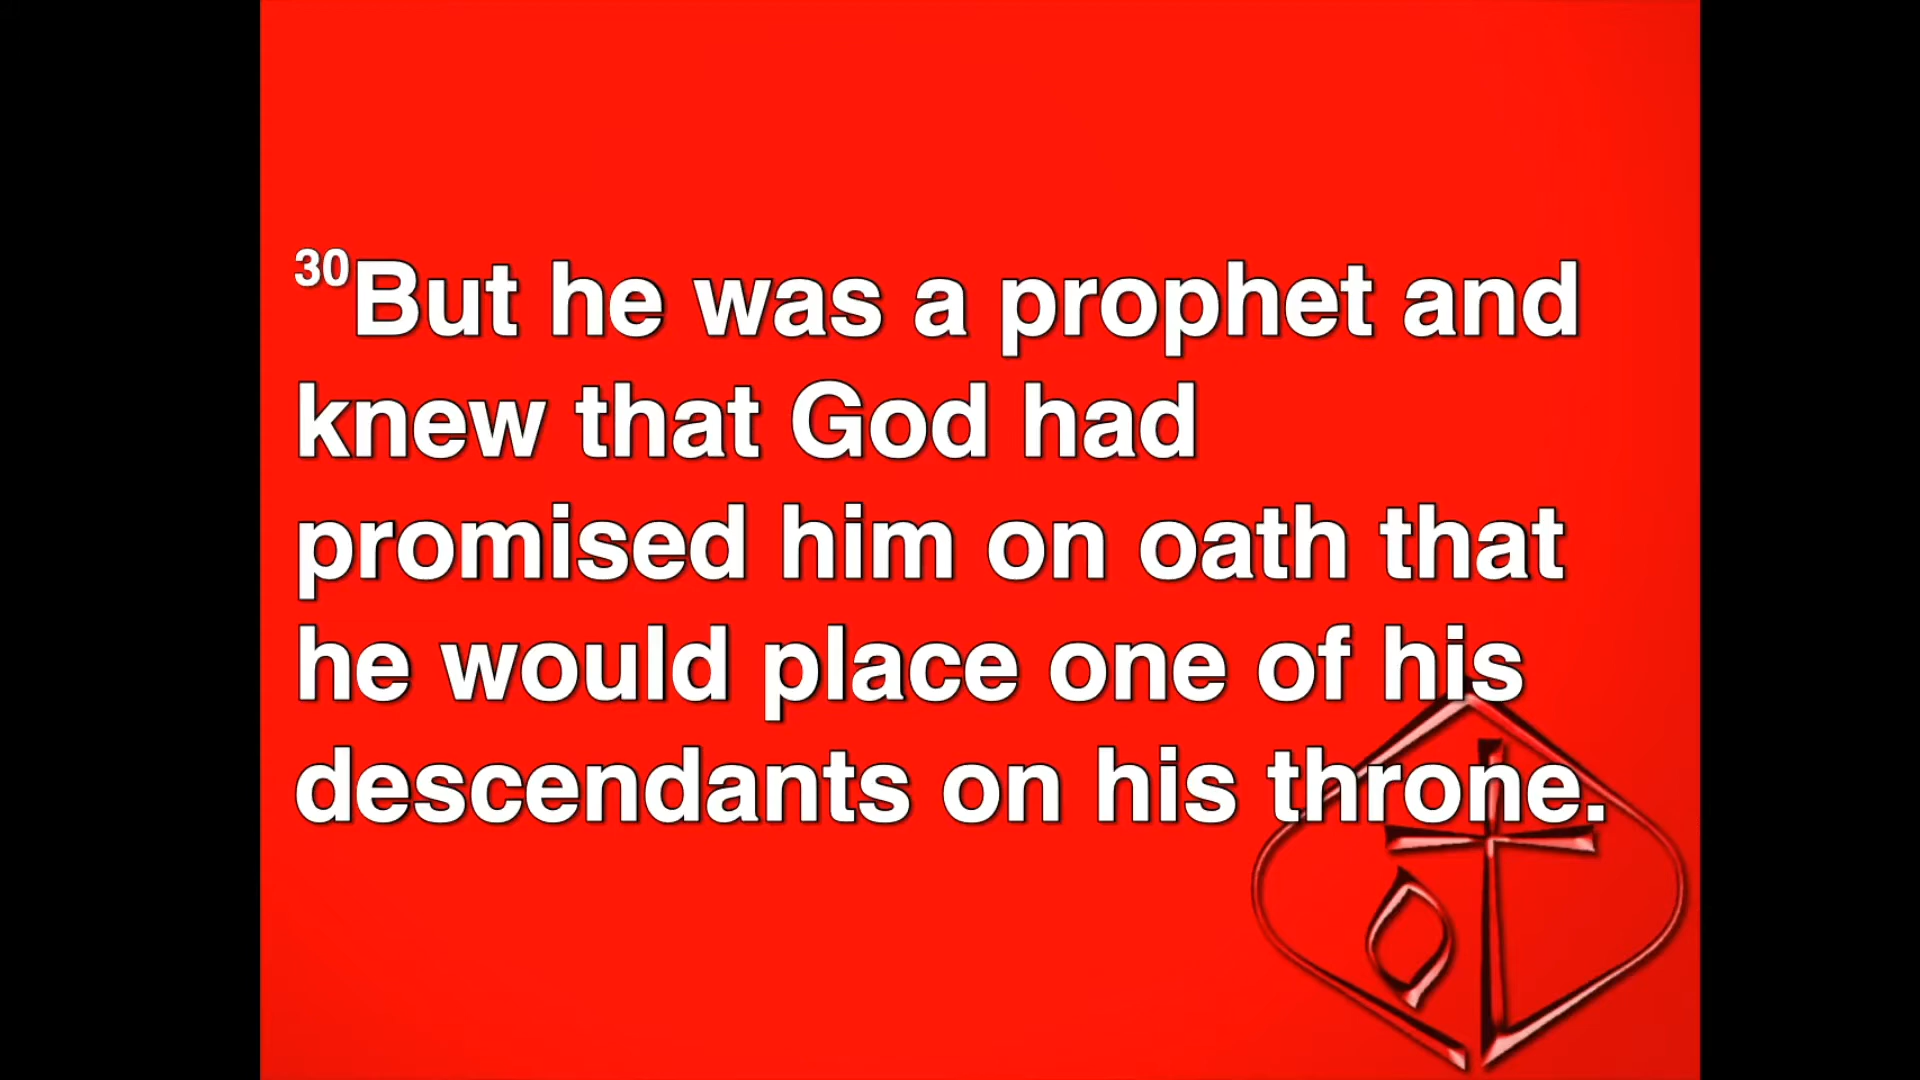 30But he was a prophet and
knew that God had
promised him on oath that
he would place one of his
descendants on his throne.